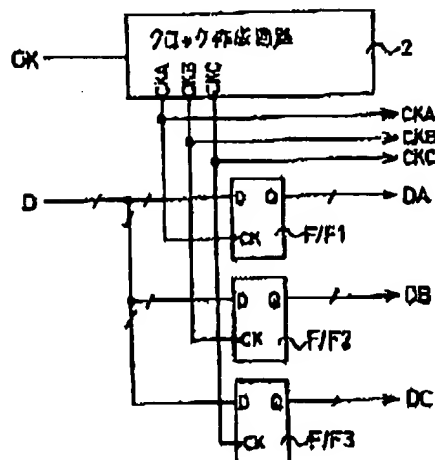 クロック作成回路
2
CK
CKA
CKB
CKC
CKA
CKB
CKC
D
D Q
DA
CK
F/F1
D Q
DB
CK
F/F2
D Q
DC
CK
F/F3